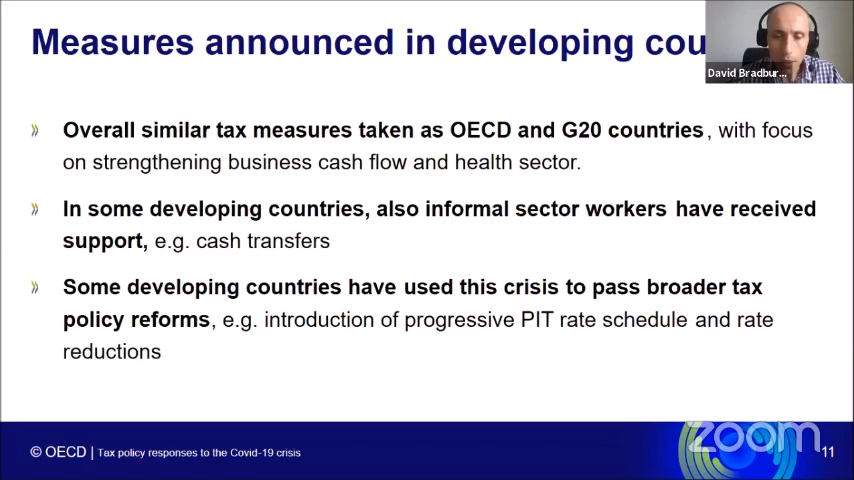 Measures announced in developing cou
David Bradbur...
» Overall similar tax measures taken as OECD and G20 countries, with focus
on strengthening business cash flow and health sector.
» In some developing countries, also informal sector workers have received
support, e.g. cash transfers
» Some developing countries have used this crisis to pass broader tax
policy reforms, e.g. introduction of progressive PIT rate schedule and rate
reductions
© OECD | Tax policy responses to the Covid-19 crisis
zoom
11